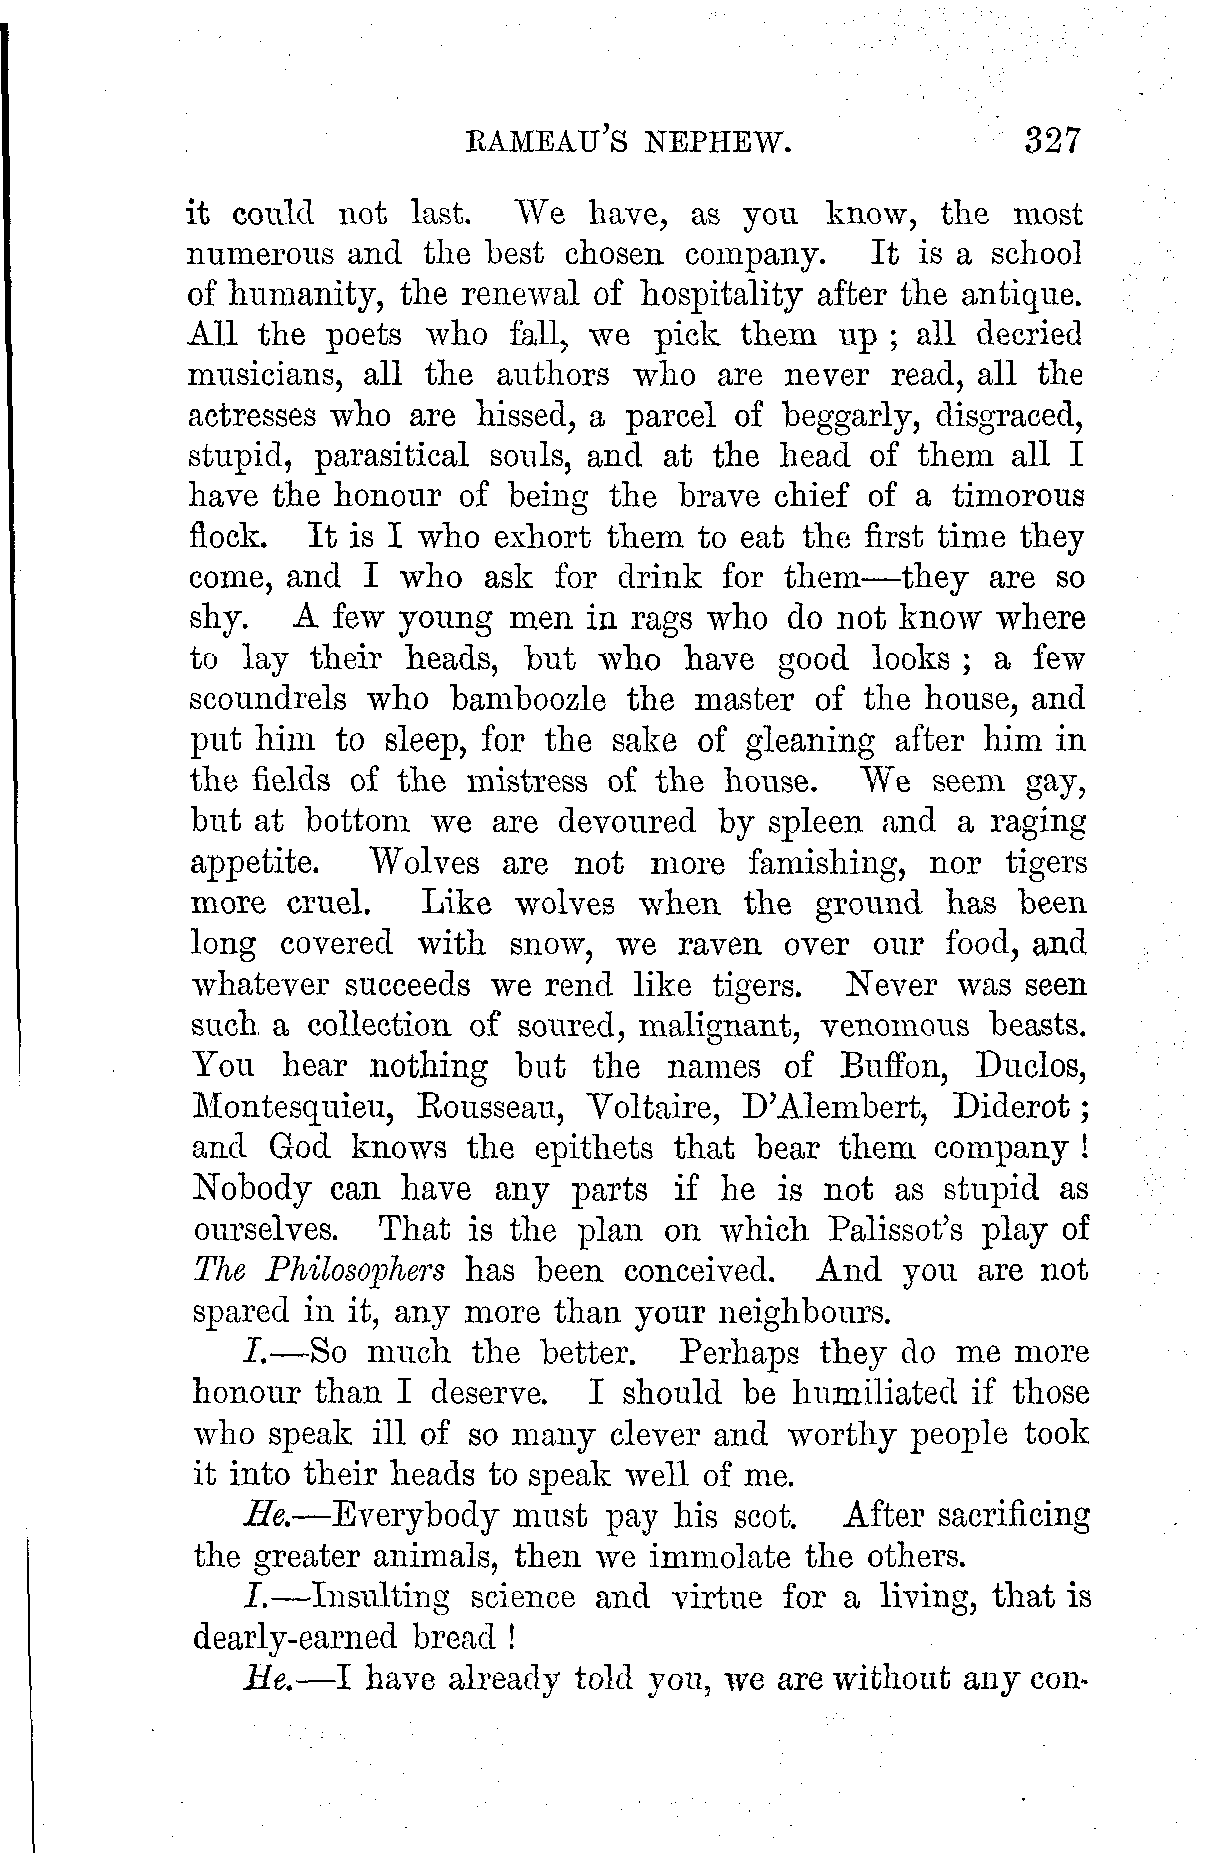 RAMEAU'S NEPHEW. 327
it could not last. We have, as you know, the most
numerous and the best chosen company. It is a school
of humanity, the renewal of hospitality after the antique.
All the poets who fall, we pick them up ; all decried
musicians, all the authors who are never read, all the
actresses who are hissed, a parcel of beggarly, disgraced,
stupid, parasitical souls, and at the head of them all I
have the honour of being the brave chief of a timorous
flock. It is I who exhort them to eat the first time they
come, and I who ask for drink for them—they are so
shy. A few young men in rags who do not know where
to lay their heads, but who have good looks ; a few
scoundrels who bamboozle the master of the house, and
put him to sleep, for the sake of gleaning after him in
the fields of the mistress of the house. We seem gay,
but at bottom we are devoured by spleen and a raging
appetite. Wolves are not more famishing, nor tigers
more cruel. Like wolves when the ground has been
long covered with snow, we raven over our food, and
whatever succeeds we rend like tigers. Never was seen
such a collection of soured, malignant, venomous beasts.
You hear nothing but the names of Buffon, Duclos,
Montesquieu, Rousseau, Voltaire, D'Alembert, Diderot ;
and God knows the epithets that bear them company !
Nobody can have any parts if he is not as stupid as
ourselves. That is the plan on which Palissot's play of
The Philosophers has been conceived. And you are not
spared in it, any more than your neighbours.
I.—So much the better. Perhaps they do me more
honour than I deserve. I should be humiliated if those
who speak ill of so many clever and worthy people took
it into their heads to speak well of me.
He.—Everybody must pay his scot. After sacrificing
the greater animals, then we immolate the others.
I.—Insulting science and virtue for a living, that is
dearly-earned bread !
He.—I have already told you, we are without any con-